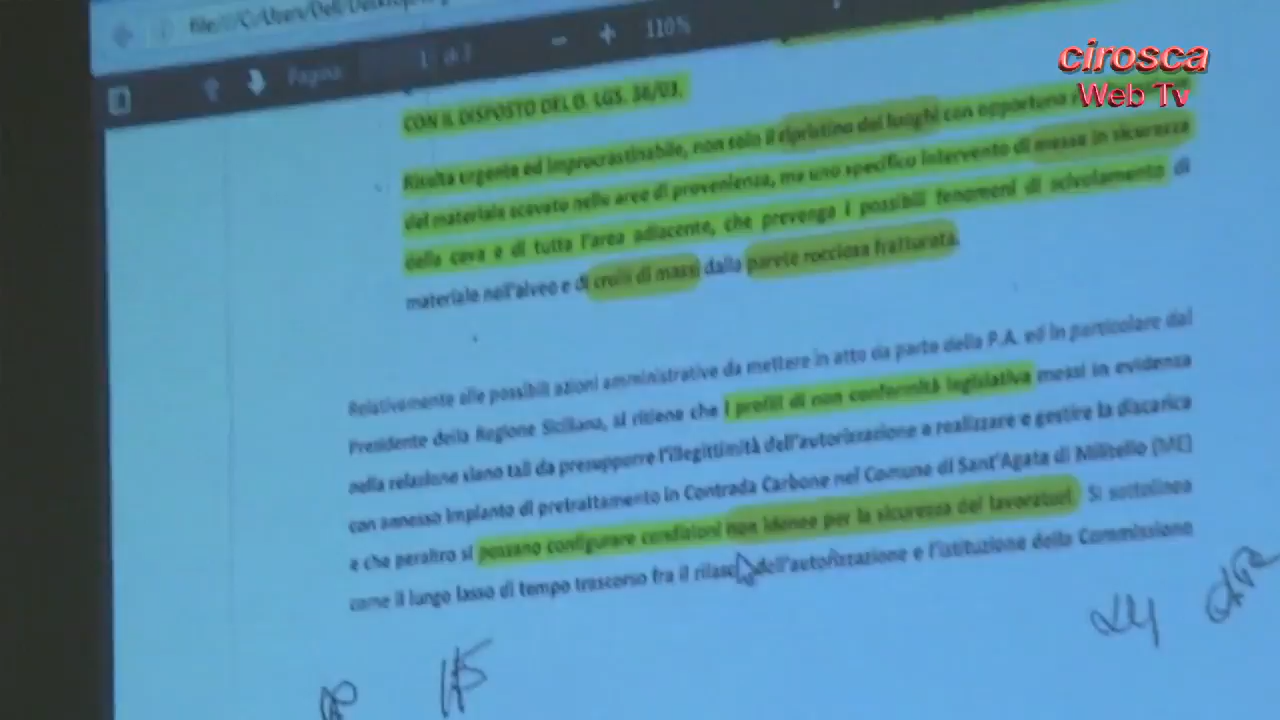 file:///C:/Users/Dell/Desktop
cirosca
Web Tv
Pagina: 1 di
110%
CON IL DISPOSTO DEL D. LGS. 36/03.
Risulta urgente ed improcrastinabile, non solo il ripristino dei luoghi con opportuno
del materiale scavato nelle aree di provenienza, ma uno specifico intervento di messa in sicurezza
della cava e di tutta l'area adiacente, che prevenga i possibili fenomeni di scivolamento di
materiale nell'alveo e di crolli di massi dalla parete rocciosa fratturata.
Relativamente alle possibili azioni amministrative da mettere in atto da parte della P.A. ed in particolare dal
Presidente della Regione Siciliana, si ritiene che i profili di non conformità legislativa messi in evidenza
nella relazione siano tali da presupporre l'illegittimità dell'autorizzazione a realizzare e gestire la discarica
con annesso impianto di pretrattamento in Contrada Carbone nel Comune di Sant'Agata di Militello (ME)
e che peraltro si possano configurare condizioni non idonee per la sicurezza dei lavoratori. Si sottolinea
come il lungo lasso di tempo trascorso fra il rilascio dell'autorizzazione e l'istituzione della Commissione